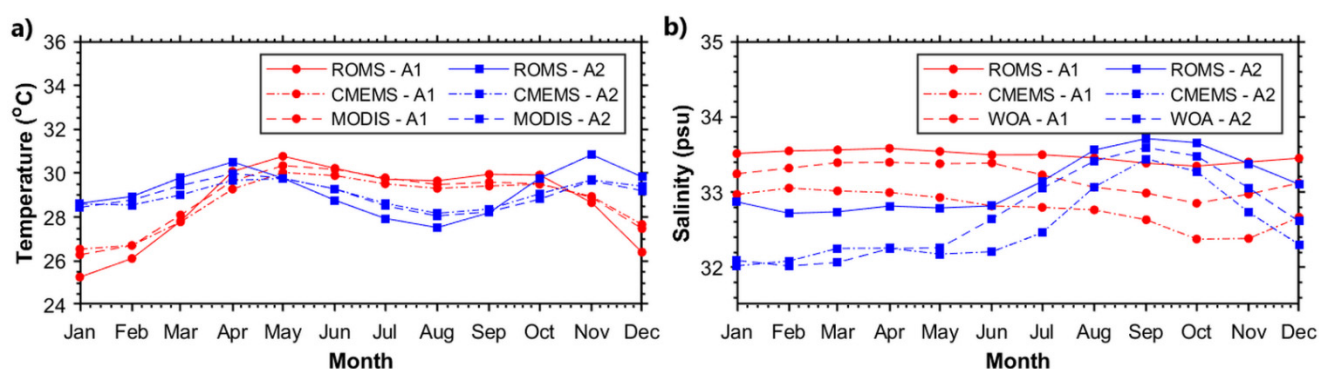 a)
36
34
32
30
28
26
24
Temperature (°C)
ROMS - A1 ROMS - A2
CMEMS - A1 CMEMS - A2
MODIS - A1 MODIS - A2
Jan Feb Mar Apr May Jun Jul Aug Sep Oct Nov Dec
Month
b)
35
34
33
32
Salinity (psu)
ROMS - A1 ROMS - A2
CMEMS - A1 CMEMS - A2
WOA - A1 WOA - A2
Jan Feb Mar Apr May Jun Jul Aug Sep Oct Nov Dec
Month